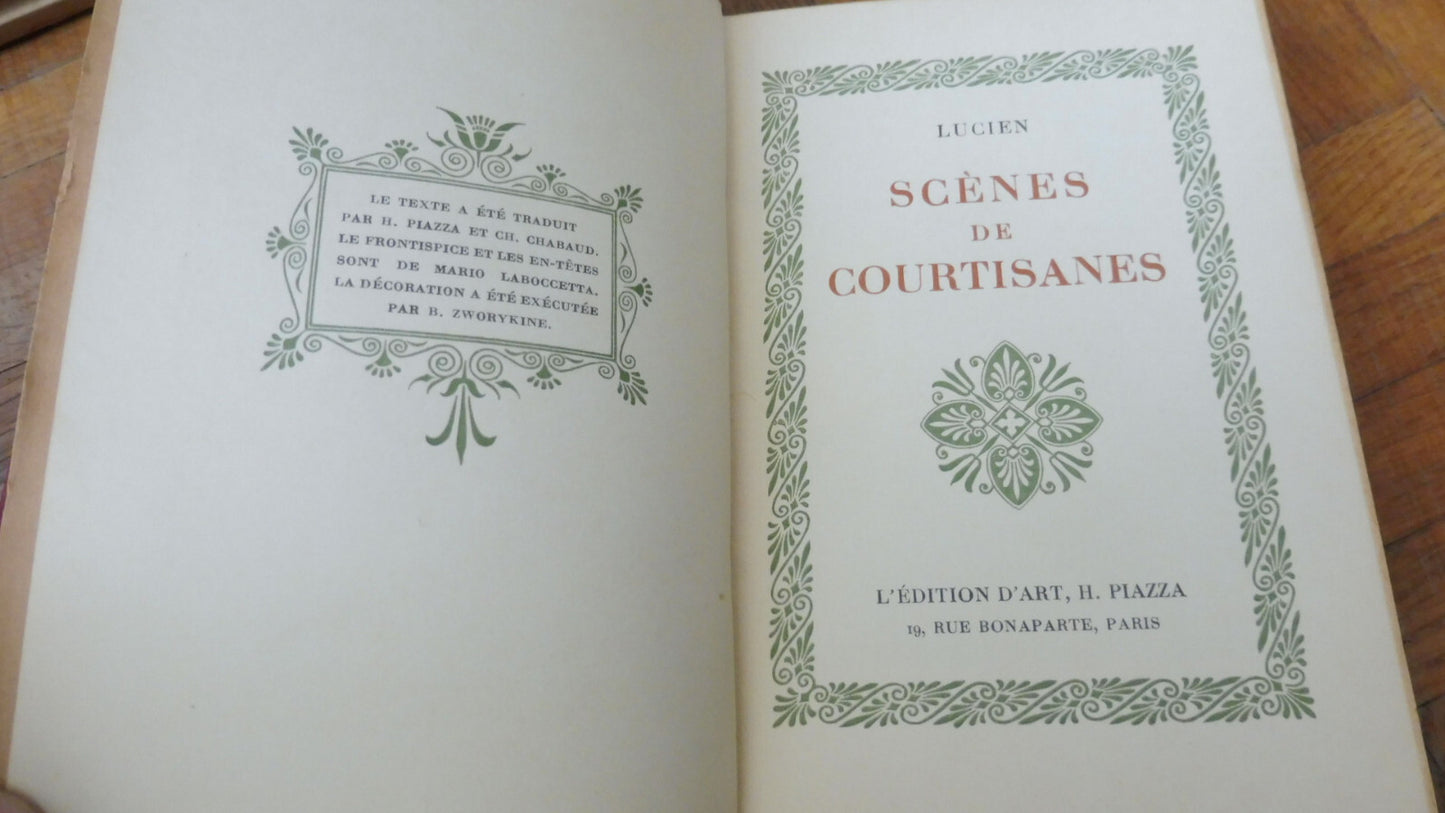 LE TEXTE A ÉTÉ TRADUIT
PAR H. PIAZZA ET CH. CHABAUD.
LE FRONTISPICE ET LES EN-TÊTES
SONT DE MARIO LABOCCETTA.
LA DÉCORATION A ÉTÉ EXÉCUTÉE
PAR B. ZWORYKINE.
LUCIEN
SCÈNES
DE
COURTISANES
L'ÉDITION D'ART, H. PIAZZA
19, RUE BONAPARTE, PARIS